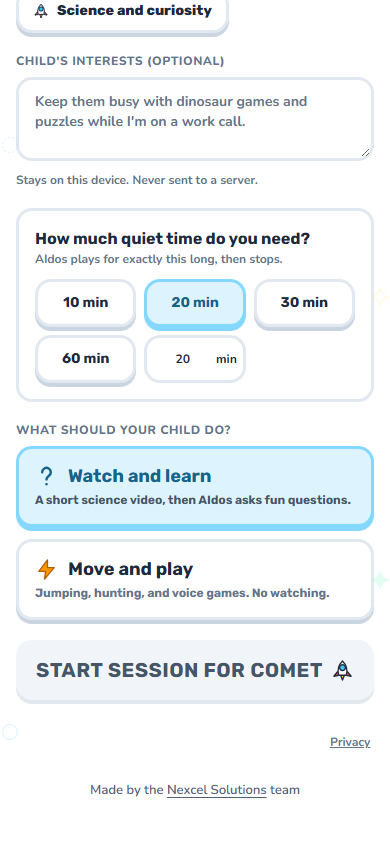 Science and curiosity
CHILD'S INTERESTS (OPTIONAL)
Keep them busy with dinosaur games and
puzzles while I'm on a work call.
Stays on this device. Never sent to a server.
How much quiet time do you need?
AIdos plays for exactly this long, then stops.
10 min
20 min
30 min
60 min
20 min
WHAT SHOULD YOUR CHILD DO?
Watch and learn
A short science video, then AIdos asks fun questions.
Move and play
Jumping, hunting, and voice games. No watching.
START SESSION FOR COMET
Privacy
Made by the Nexcel Solutions team